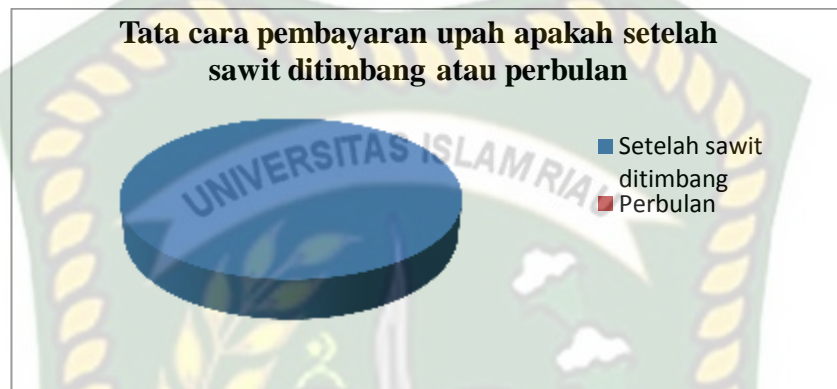 Tata cara pembayaran upah apakah setelah
sawit ditimbang atau perbulan
UNIVERSITAS ISLAM RIAU
Setelah sawit
ditimbang
Perbulan